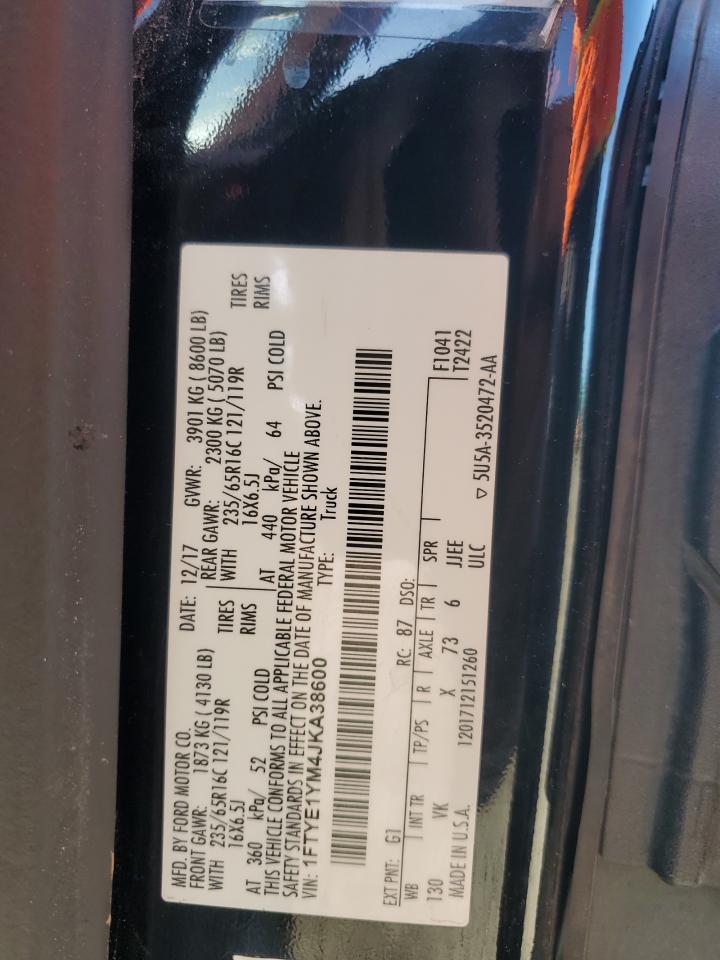 MFD. BY FORD MOTOR CO. DATE: 12/17 GVWR: 3901 KG ( 8600 LB)
FRONT GAWR: 1873 KG ( 4130 LB) REAR GAWR: 2300 KG ( 5070 LB)
WITH 235/65R16C 121/119R TIRES WITH 235/65R16C 121/119R TIRES
16X6.5J RIMS 16X6.5J RIMS
AT 360 kPa/ 52 PSI COLD AT 440 kPa/ 64 PSI COLD
THIS VEHICLE CONFORMS TO ALL APPLICABLE FEDERAL MOTOR VEHICLE
SAFETY STANDARDS IN EFFECT ON THE DATE OF MANUFACTURE SHOWN ABOVE.
VIN: 1FTYE1YM4JKA38600 TYPE: Truck
EXT PNT: G1 RC: 87 DSO:
WB INT TR TP/PS R AXLE TR SPR F1041
130 VK X 73 6 JJEE T2422
MADE IN U.S.A. 1201712151260 ULC
▽ 5U5A-3520472-AA